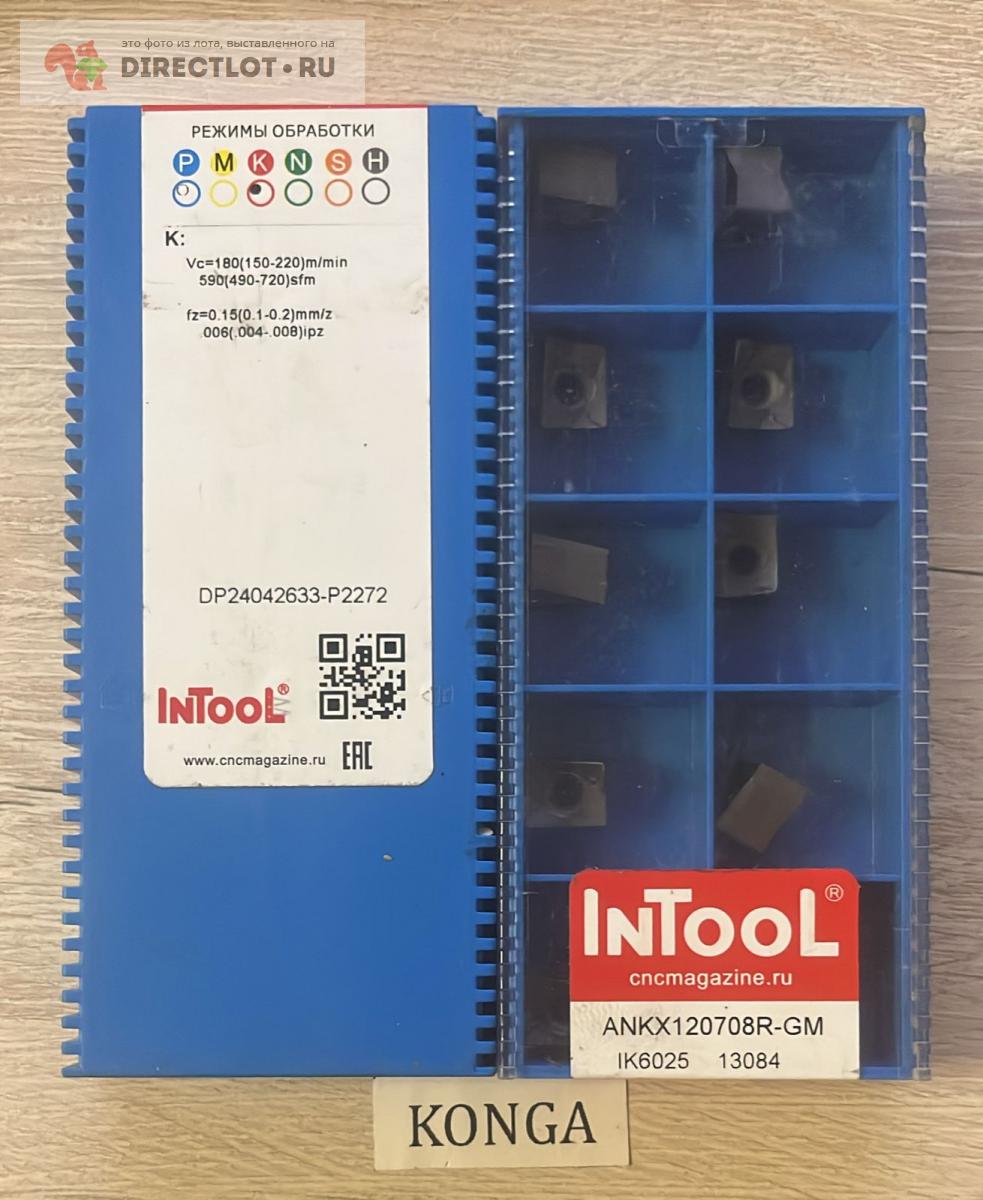 это фото из лота, выставленного на
DIRECTLOT.RU
РЕЖИМЫ ОБРАБОТКИ
P M K N S H
K:
Vc=180(150-220)m/min
590(490-720)sfm
fz=0.15(0.1-0.2)mm/z
.006(.004-.008)ipz
DP24042633-P2272
INTOOL®
www.cncmagazine.ru EAC
INTOOL®
cncmagazine.ru
ANKX120708R-GM
IK6025 13084
KONGA